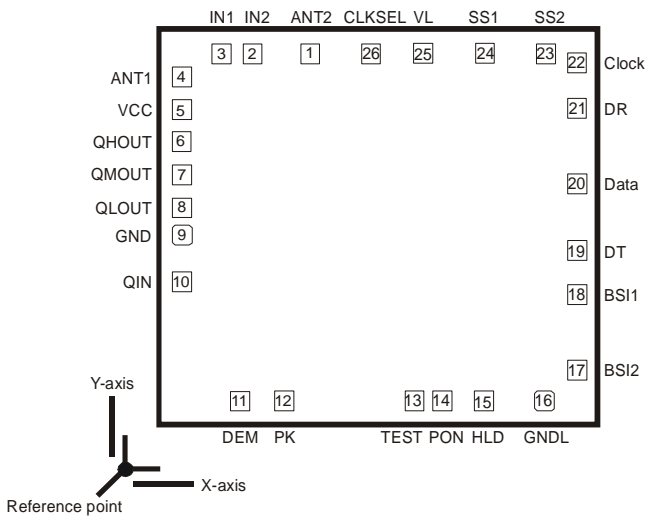 IN1 IN2 ANT2 CLKSEL VL SS1 SS2
3 2 1 26 25 24 23
22 Clock
ANT1 4
VCC 5
21 DR
QHOUT 6
QMOUT 7
20 Data
QLOUT 8
GND 9
19 DT
QIN 10
18 BSI1
17 BSI2
Y-axis
11 12 13 14 15 16
DEM PK TEST PON HLD GNDL
X-axis
Reference point